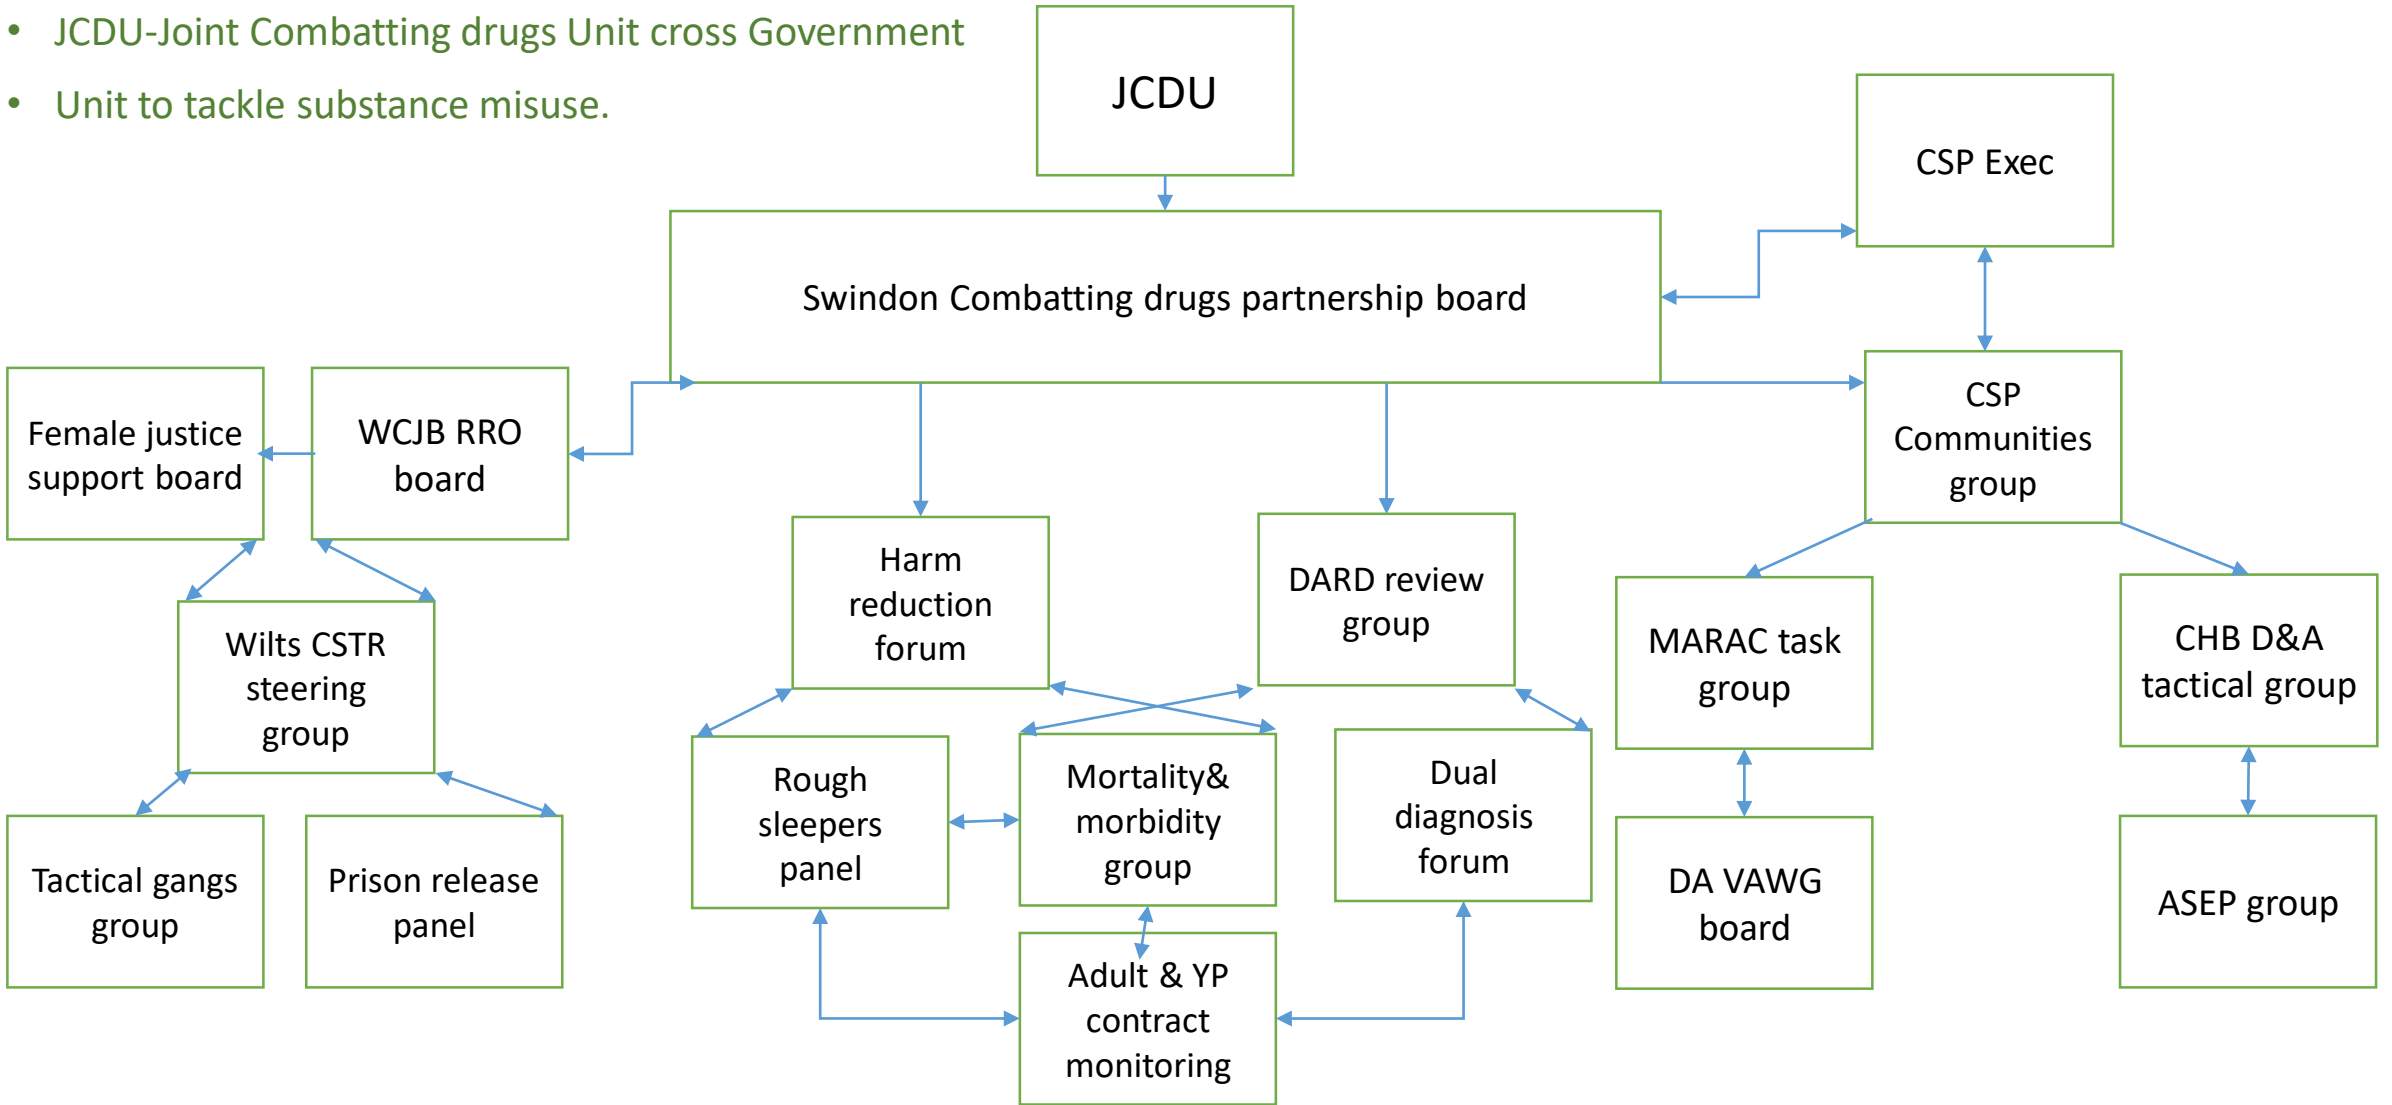 • JCDU-Joint Combatting drugs Unit cross Government
• Unit to tackle substance misuse.
JCDU
CSP Exec
Swindon Combatting drugs partnership board
Female justice
support board
WCJB RRO
board
CSP
Communities
group
Harm
reduction
forum
DARD review
group
Wilts CSTR
steering
group
MARAC task
group
CHB D&A
tactical group
Rough
sleepers
panel
Mortality&
morbidity
group
Dual
diagnosis
forum
Tactical gangs
group
Prison release
panel
DA VAWG
board
ASEP group
Adult & YP
contract
monitoring